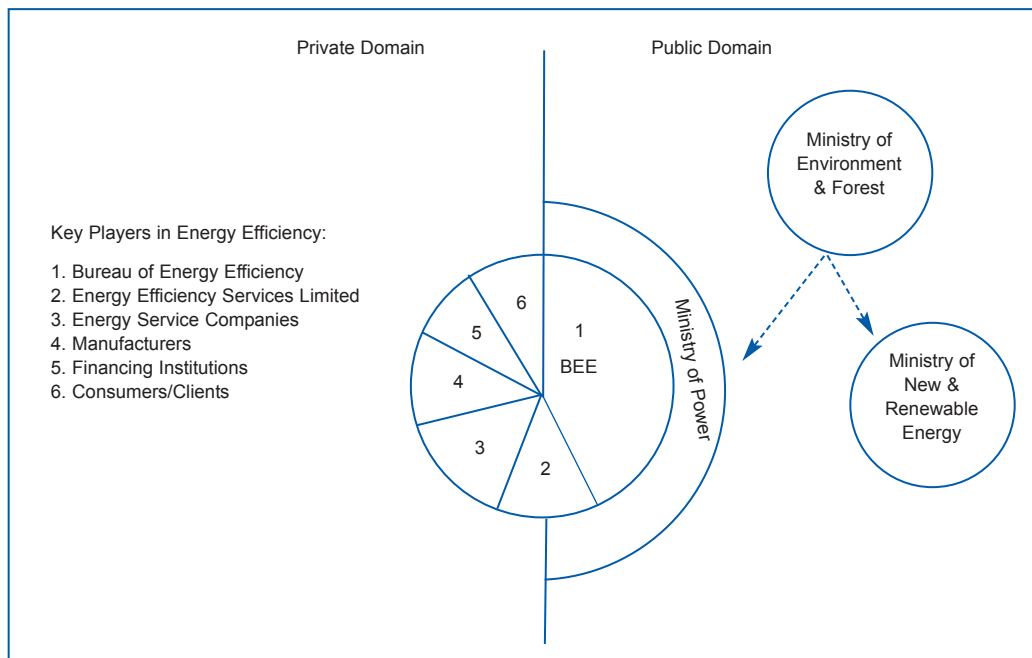 Private Domain
Public Domain
Ministry of
Environment
& Forest
Key Players in Energy Efficiency:
1. Bureau of Energy Efficiency
2. Energy Efficiency Services Limited
3. Energy Service Companies
4. Manufacturers
5. Financing Institutions
6. Consumers/Clients
6
5
4
3
2
1
BEE
Ministry of Power
Ministry of
New &
Renewable
Energy